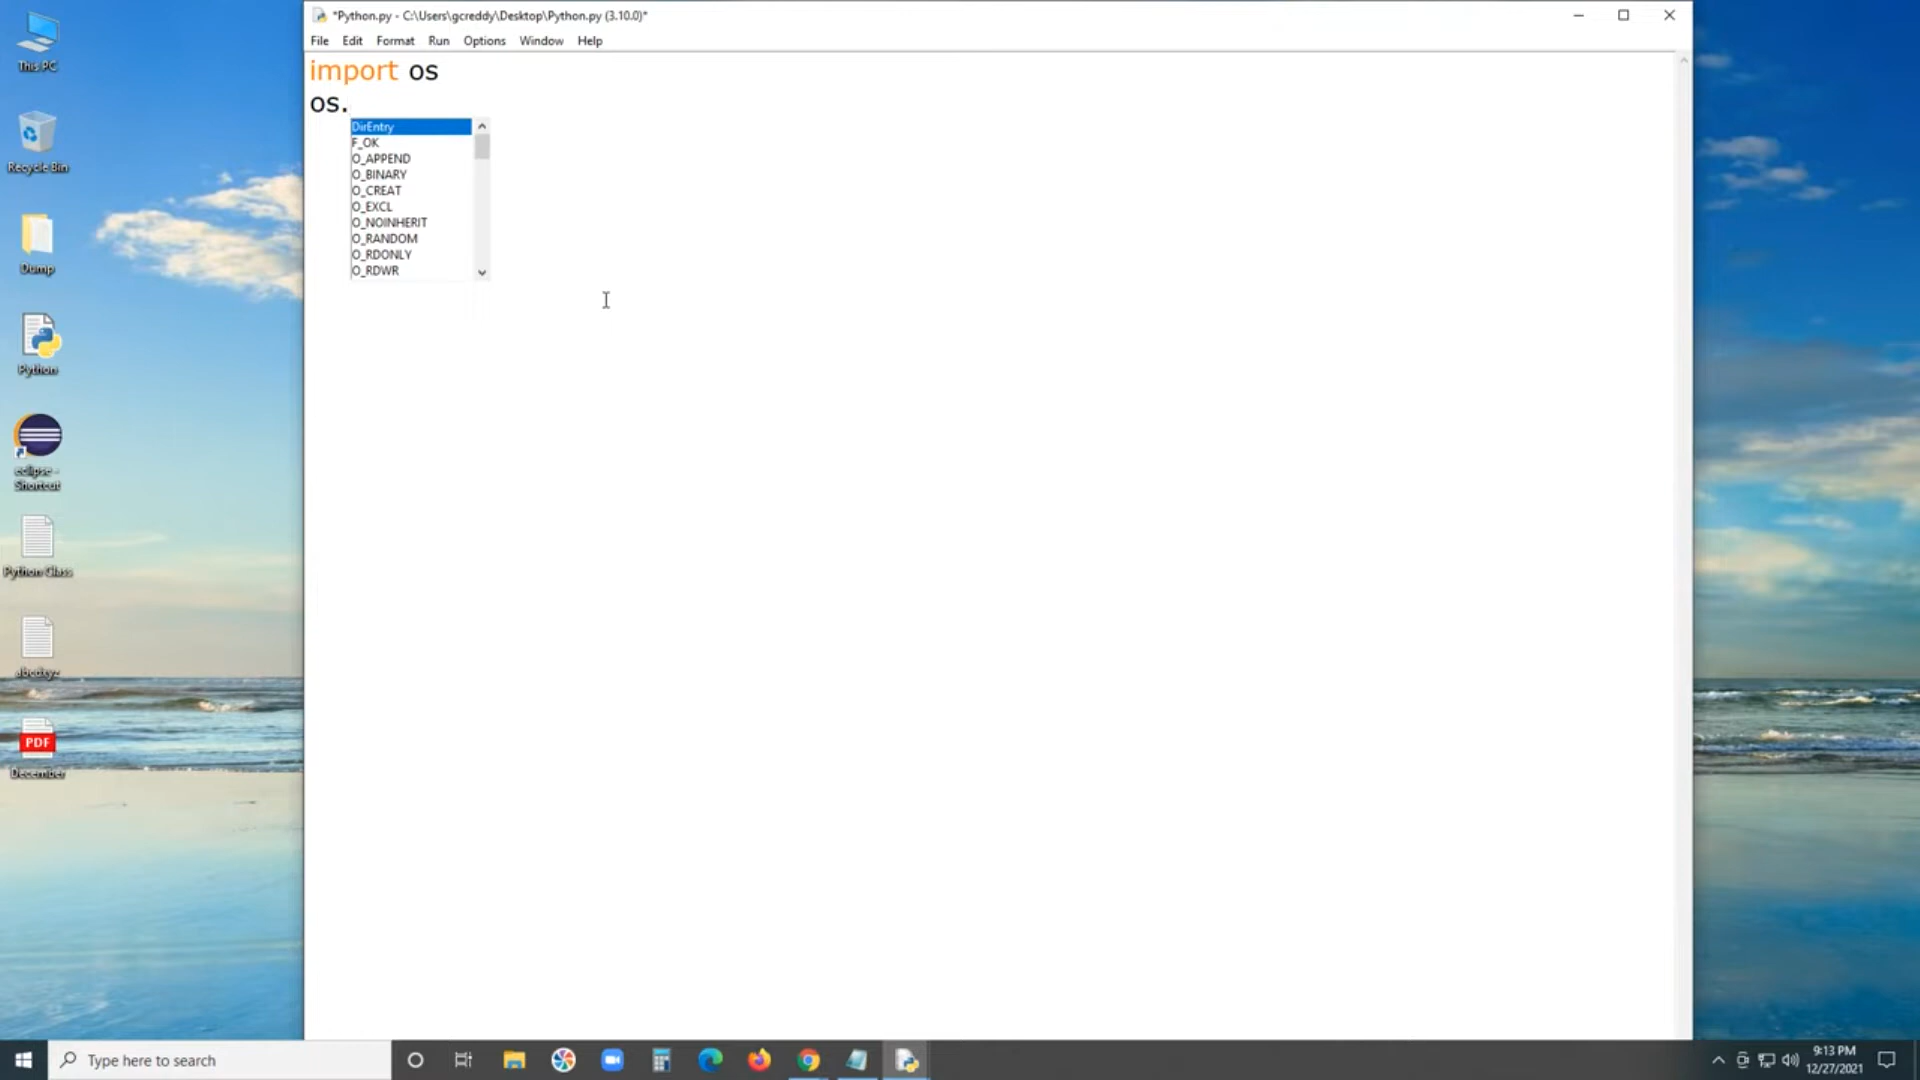 *Python.py - C:\Users\gcreddy\Desktop\Python.py (3.10.0)*
File Edit Format Run Options Window Help
import os
os.
DirEntry
F_OK
O_APPEND
O_BINARY
O_CREAT
O_EXCL
O_NOINHERIT
O_RANDOM
O_RDONLY
O_RDWR
This PC
Recycle Bin
Dump
Python
eclipse -
Shortcut
Python Class
abcdxyz
PDF
December
Type here to search
9:13 PM
12/27/2021